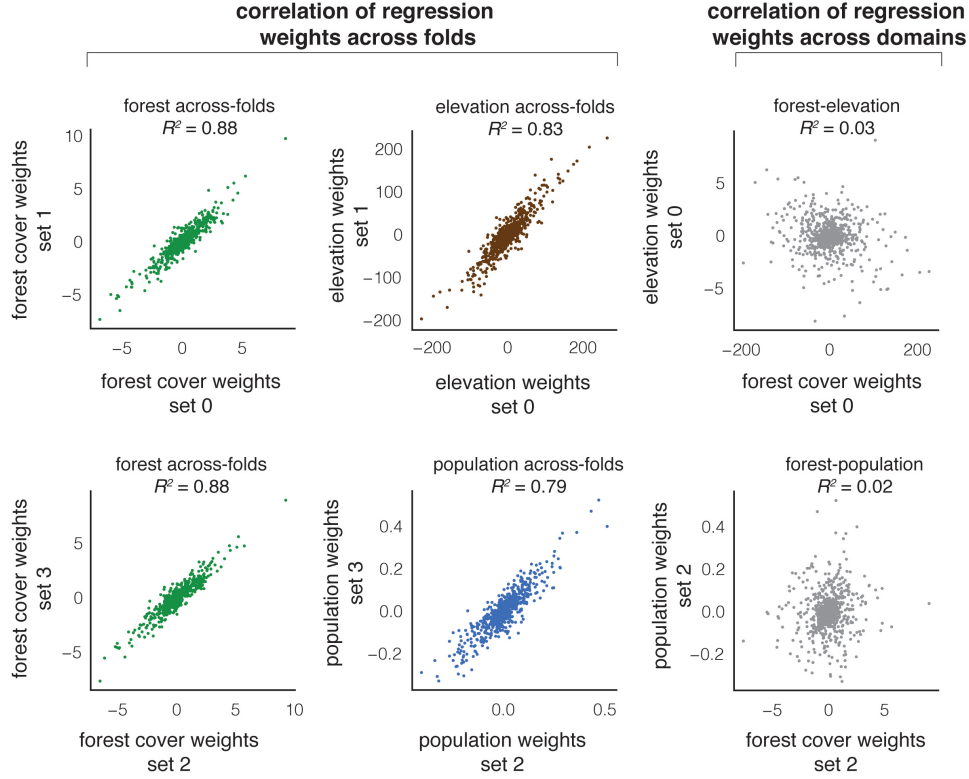 correlation of regression
weights across folds
correlation of regression
weights across domains
forest across-folds
R² = 0.88
forest cover weights
set 1
10
5
0
−5
−5
0
5
forest cover weights
set 0
elevation across-folds
R² = 0.83
elevation weights
set 1
200
100
0
−100
−200
−200
0
200
elevation weights
set 0
forest-elevation
R² = 0.03
elevation weights
set 0
5
0
−5
−200
0
200
forest cover weights
set 0
forest across-folds
R² = 0.88
forest cover weights
set 3
5
0
−5
−5
0
5
10
forest cover weights
set 2
population across-folds
R² = 0.79
population weights
set 3
0.4
0.2
0.0
−0.2
0.0
0.5
population weights
set 2
forest-population
R² = 0.02
population weights
set 2
0.4
0.2
0.0
−0.2
−5
0
5
forest cover weights
set 2